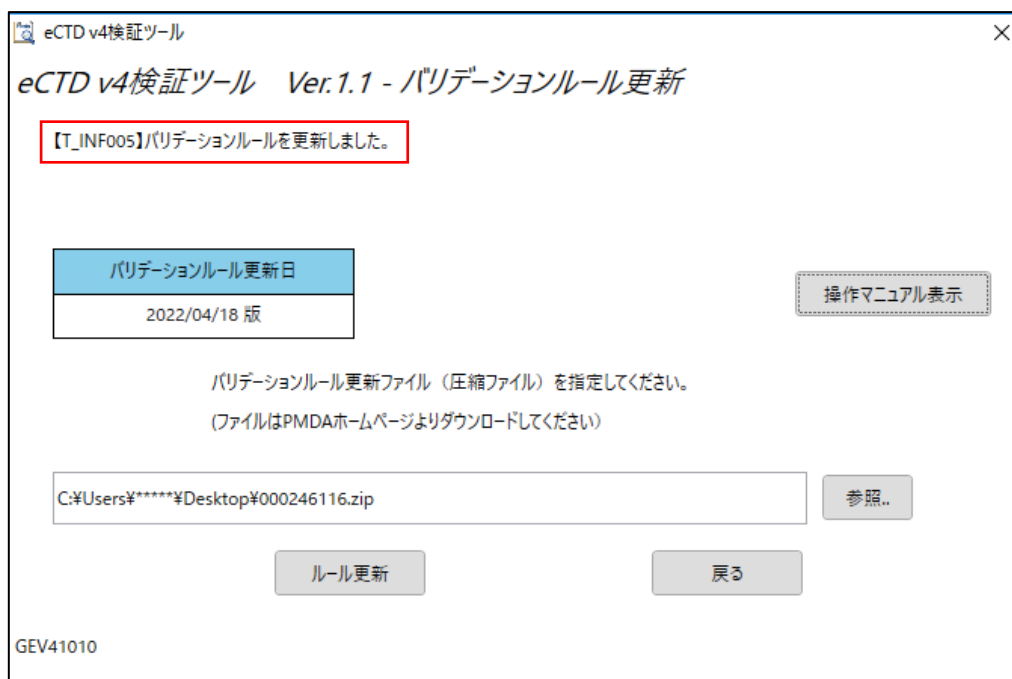 eCTD v4検証ツール
eCTD v4検証ツール　Ver.1.1 - バリデーションルール更新
【T_INF005】バリデーションルールを更新しました。
バリデーションルール更新日
2022/04/18 版
操作マニュアル表示
バリデーションルール更新ファイル（圧縮ファイル）を指定してください。
(ファイルはPMDAホームページよりダウンロードしてください)
C:¥Users¥*****¥Desktop¥000246116.zip
参照..
ルール更新
戻る
GEV41010